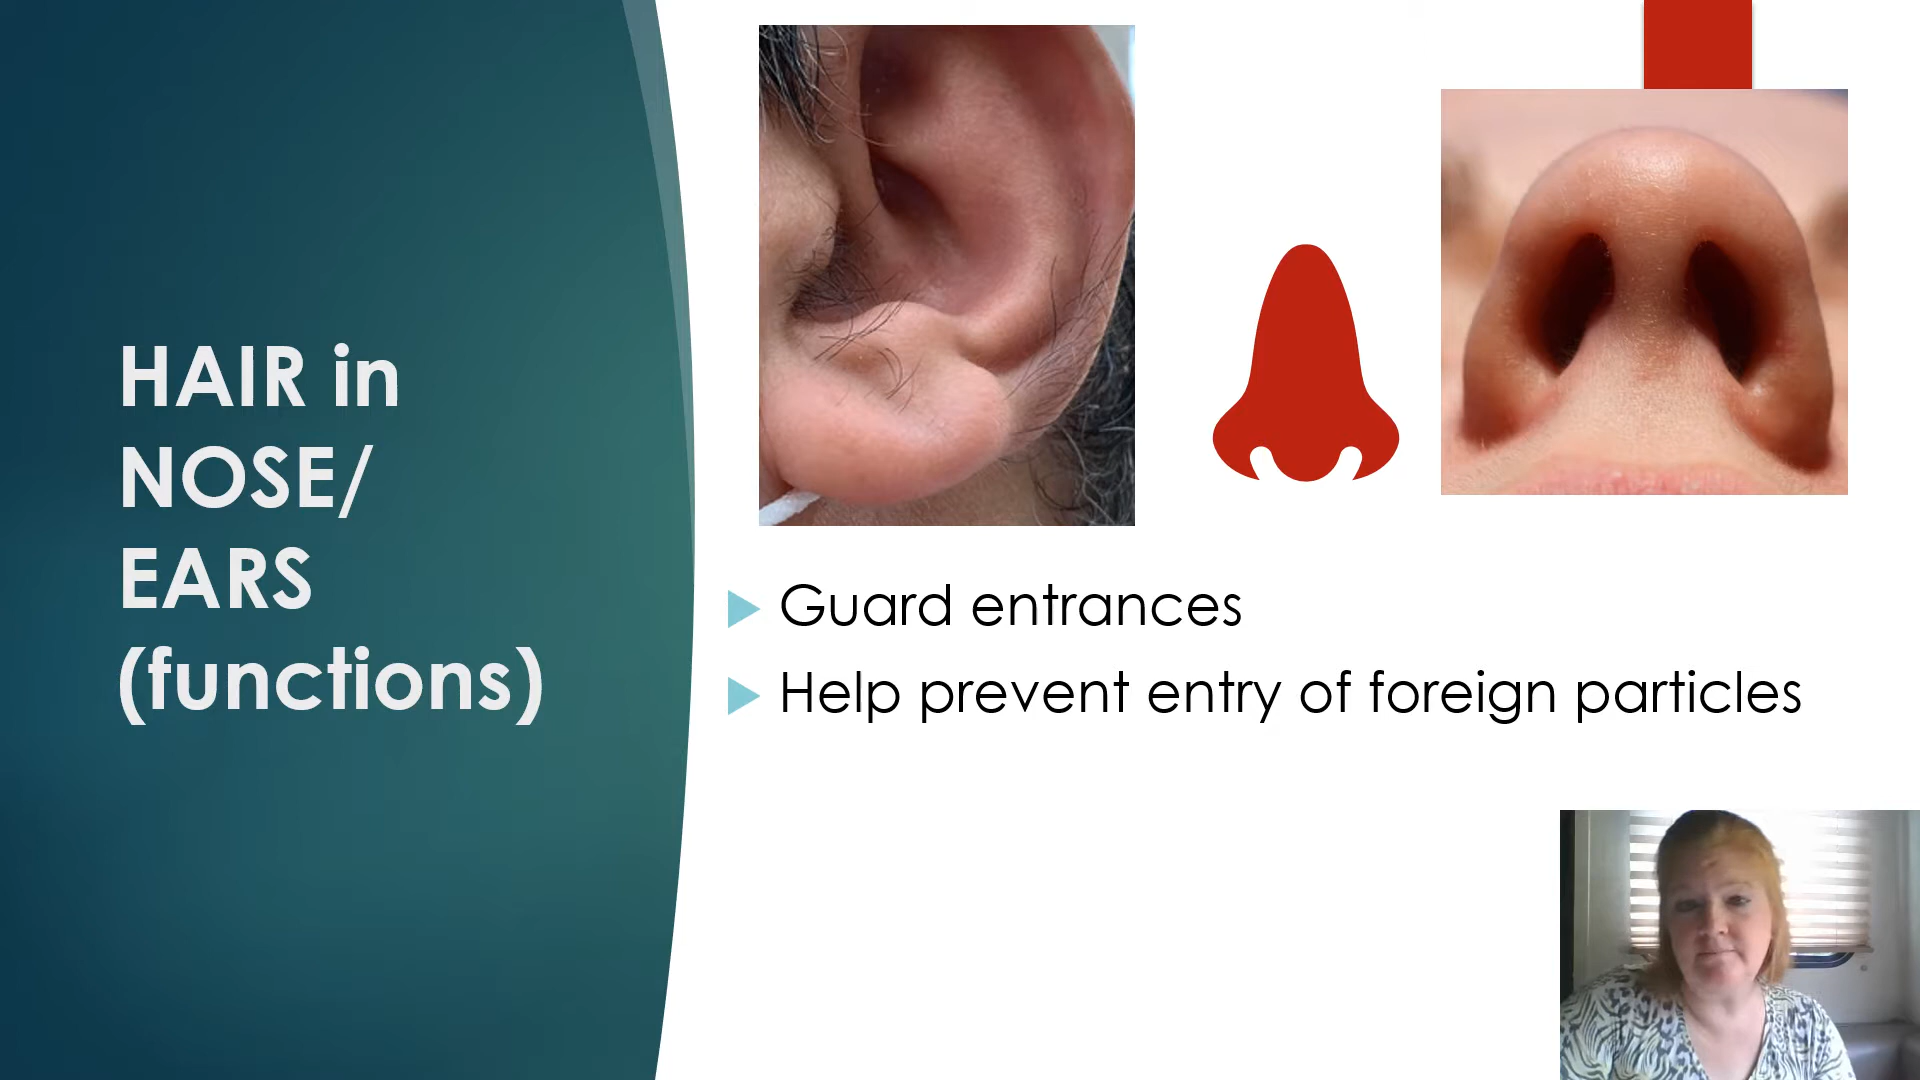 HAIR in
NOSE/
EARS
(functions)
Guard entrances
Help prevent entry of foreign particles